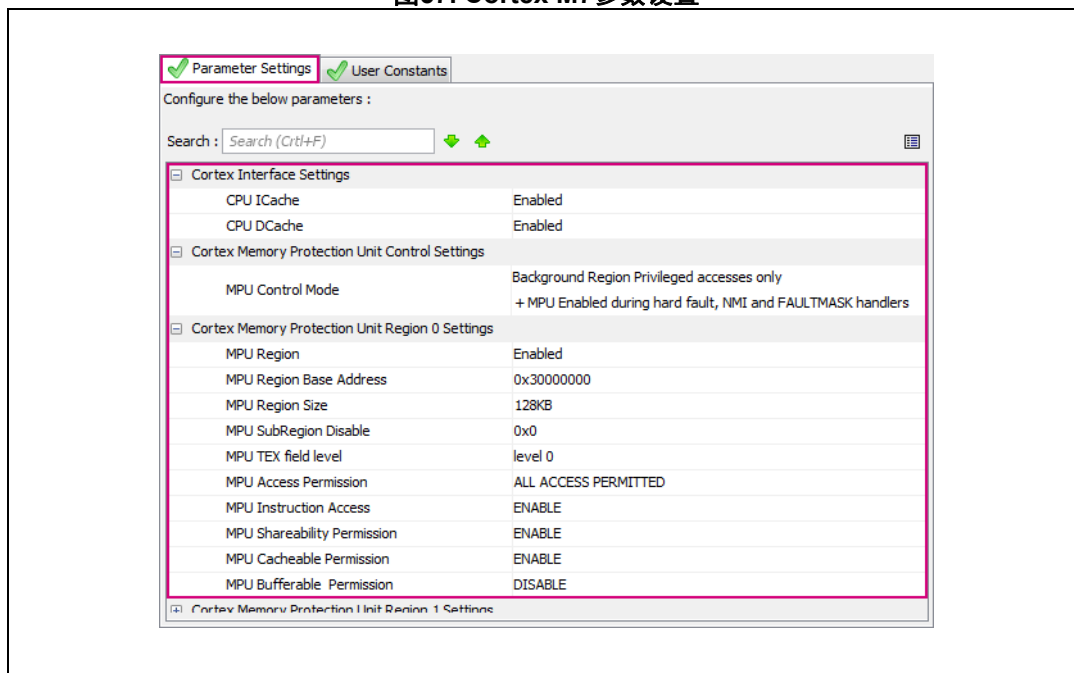 Parameter Settings
User Constants
Configure the below parameters :
Search : Search (Crtl+F)
Cortex Interface Settings
CPU ICache Enabled
CPU DCache Enabled
Cortex Memory Protection Unit Control Settings
MPU Control Mode Background Region Privileged accesses only
+ MPU Enabled during hard fault, NMI and FAULTMASK handlers
Cortex Memory Protection Unit Region 0 Settings
MPU Region Enabled
MPU Region Base Address 0x30000000
MPU Region Size 128KB
MPU SubRegion Disable 0x0
MPU TEX field level level 0
MPU Access Permission ALL ACCESS PERMITTED
MPU Instruction Access ENABLE
MPU Shareability Permission ENABLE
MPU Cacheable Permission ENABLE
MPU Bufferable Permission DISABLE
Cortex Memory Protection Unit Region 1 Settings